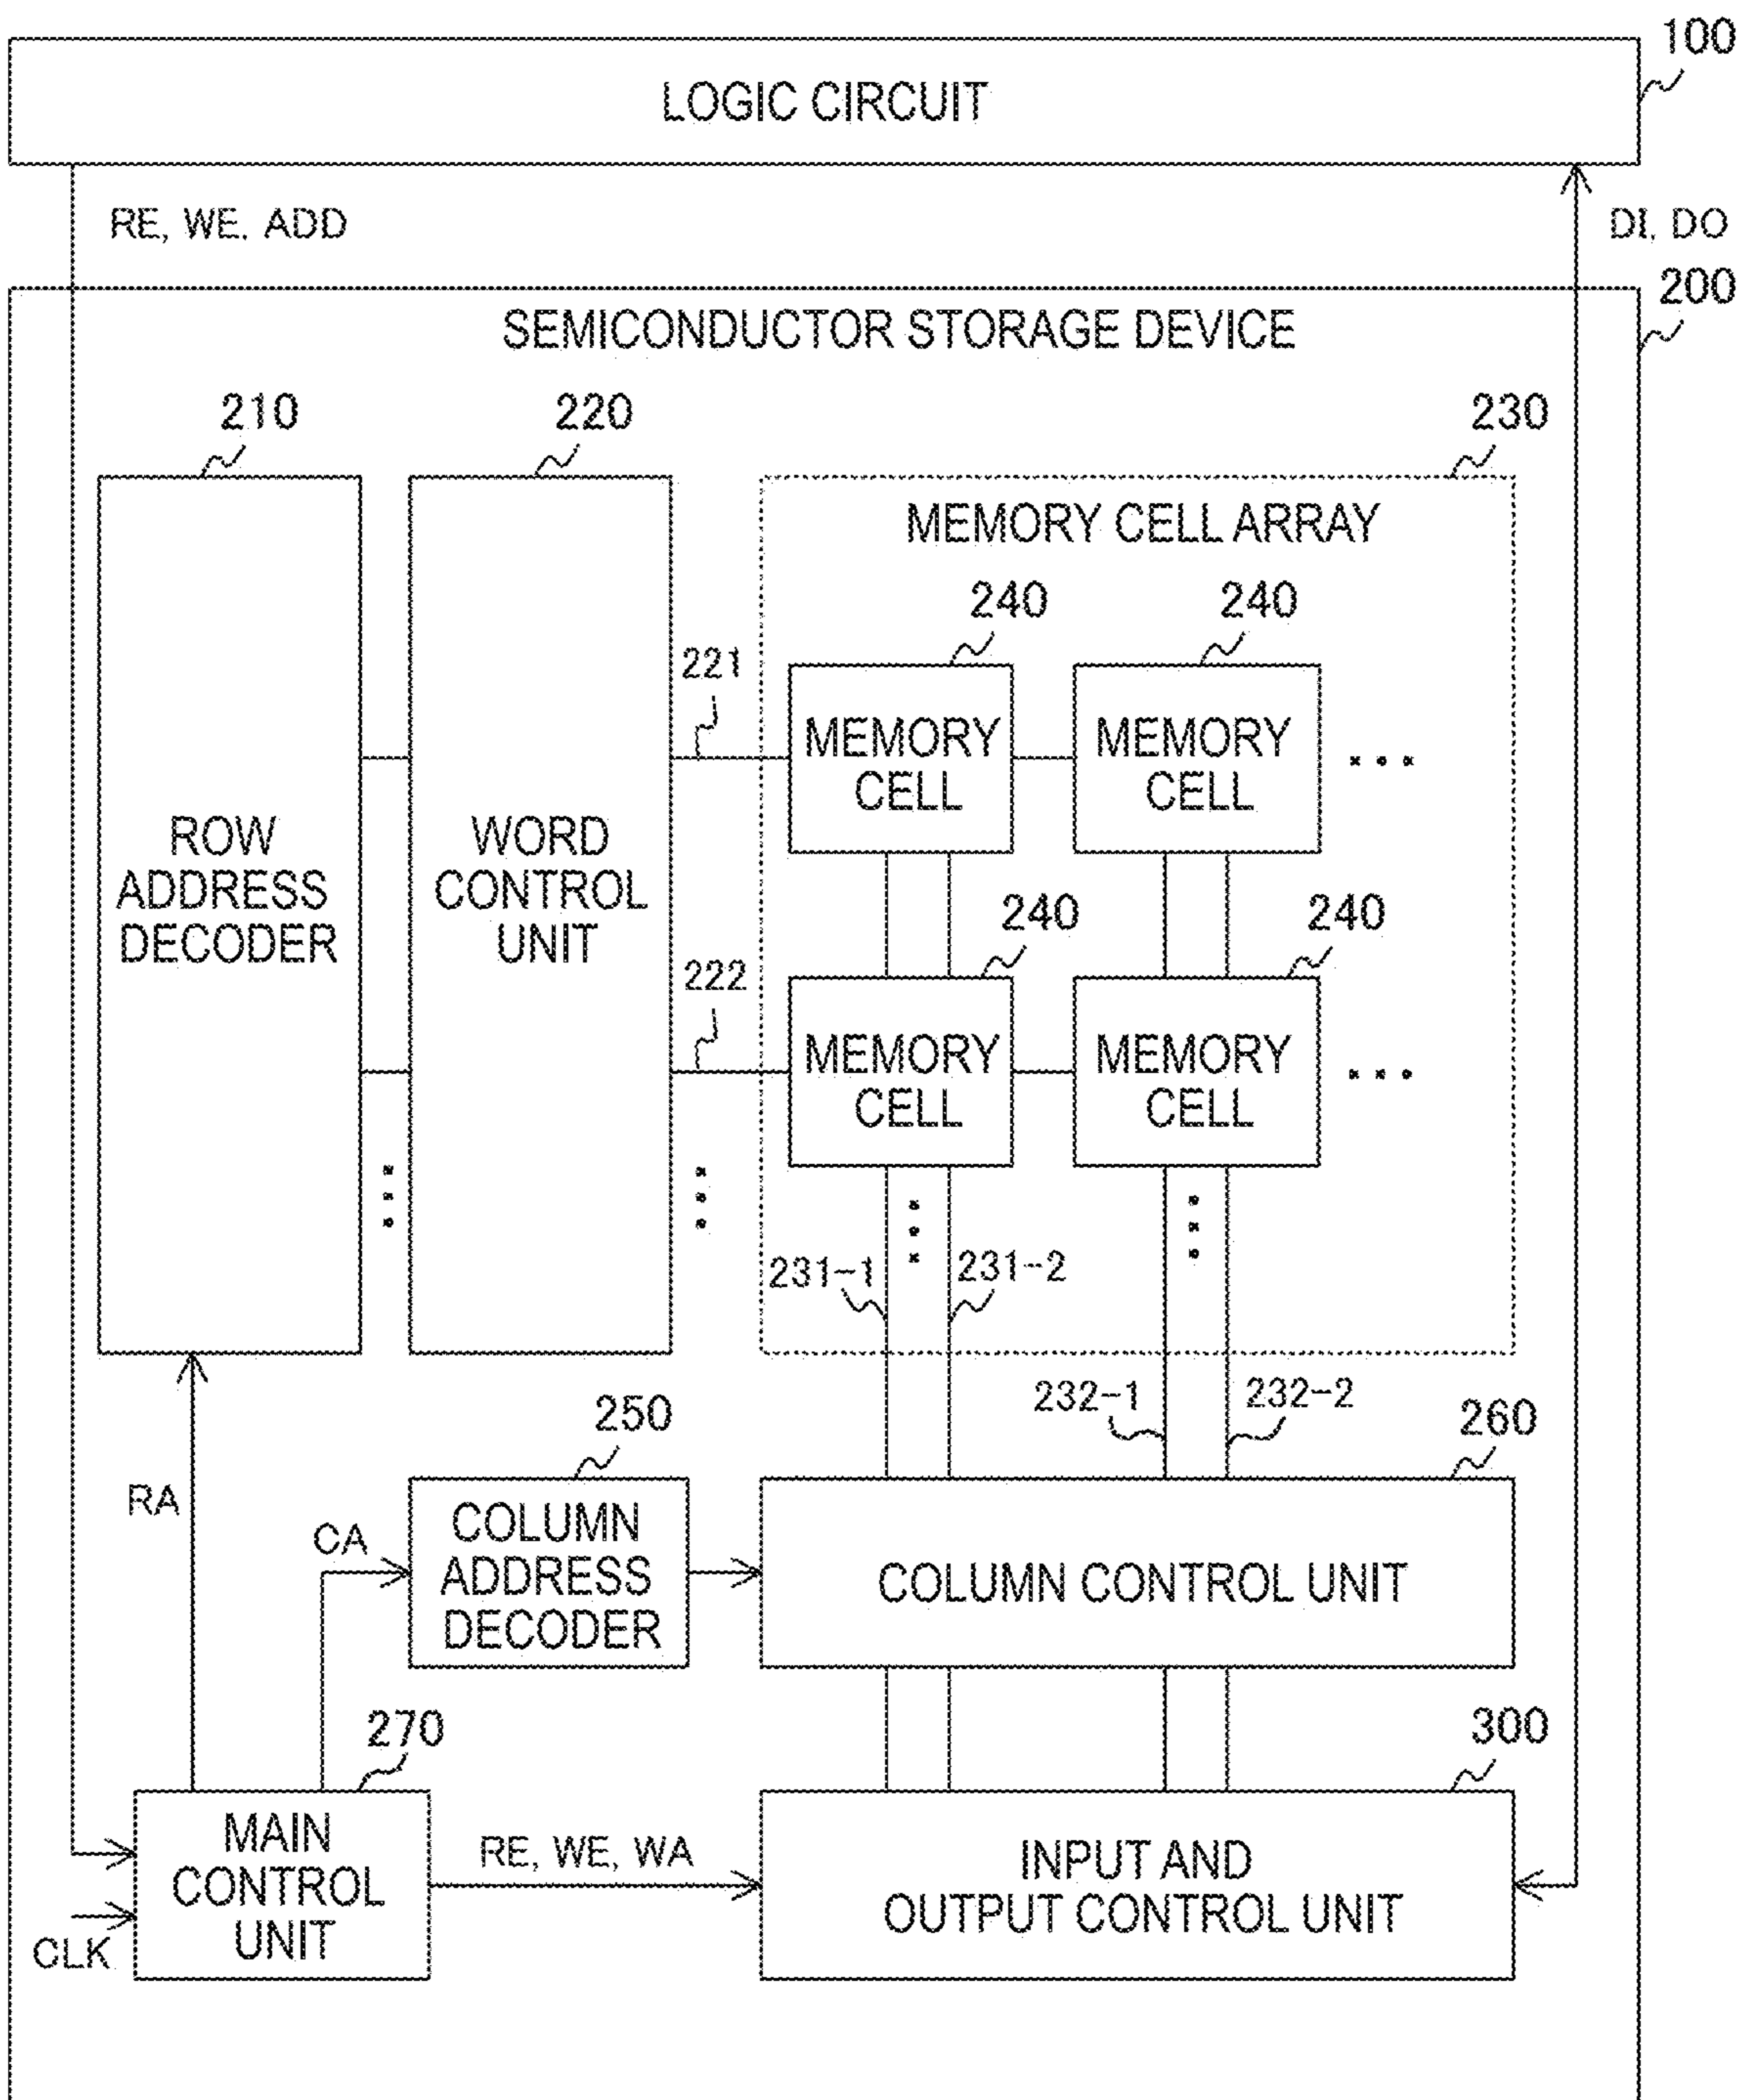 100
LOGIC CIRCUIT
RE, WE, ADD
DI, DO
200
SEMICONDUCTOR STORAGE DEVICE
210
220
230
MEMORY CELL ARRAY
240
240
221
MEMORY
CELL
MEMORY
CELL
ROW
ADDRESS
DECODER
WORD
CONTROL
UNIT
240
240
222
MEMORY
CELL
MEMORY
CELL
231-1
231-2
232-1
232-2
250
260
RA
CA
COLUMN
ADDRESS
DECODER
COLUMN CONTROL UNIT
270
300
MAIN
CONTROL
UNIT
RE, WE, WA
INPUT AND
OUTPUT CONTROL UNIT
CLK